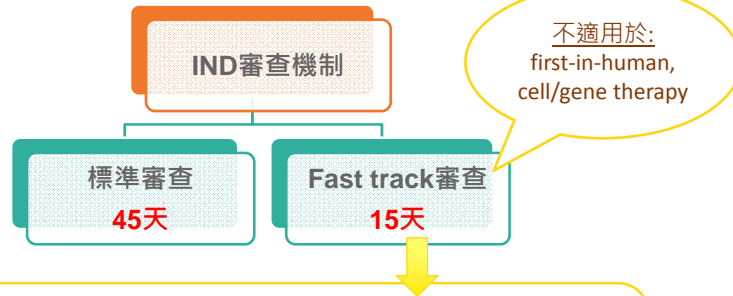 IND審查機制
不適用於:
first-in-human,
cell/gene therapy
標準審查
45天
Fast track審查
15天